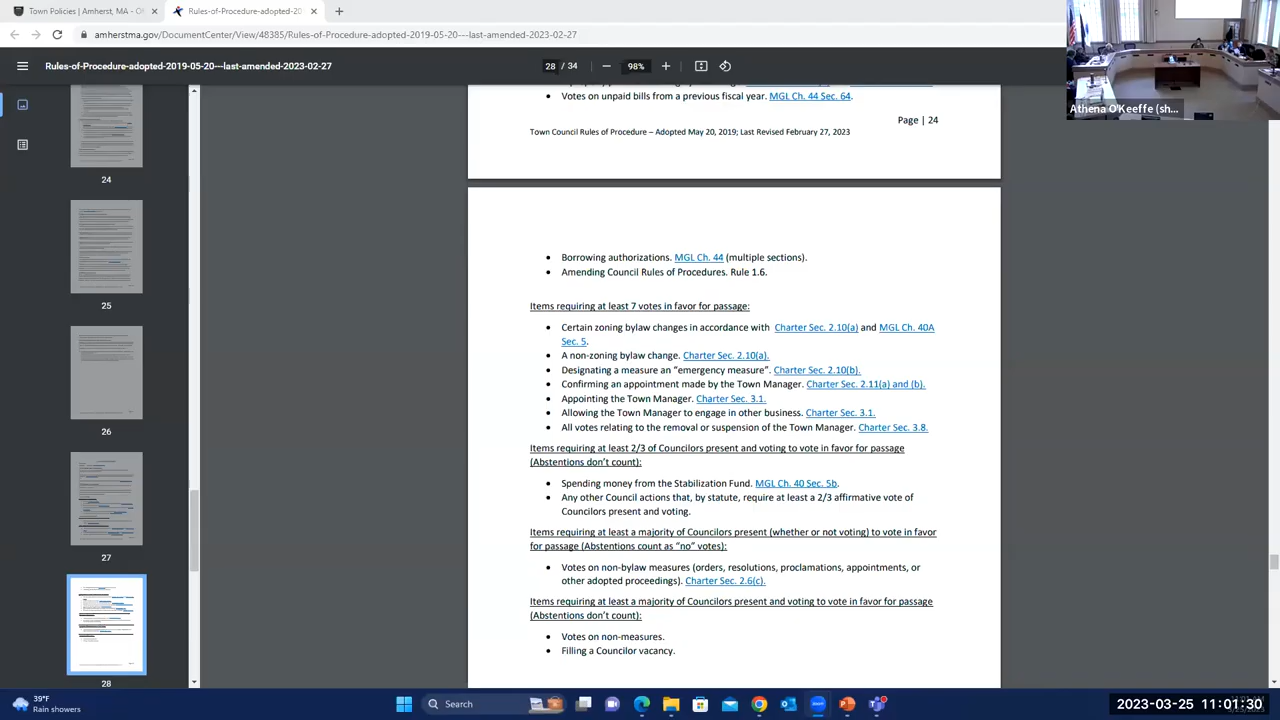 Town Policies | Amherst, MA - Of
Rules-of-Procedure-adopted-20
amherstma.gov/DocumentCenter/View/48385/Rules-of-Procedure-adopted-2019-05-20---last-amended-2023-02-27
Rules-of-Procedure-adopted-2019-05-20---last-amended-2023-02-27
28 / 34
98%
Athena O'Keeffe (sh...
24
25
26
27
28
• Votes on unpaid bills from a previous fiscal year. MGL Ch. 44 Sec. 64.
Page | 24
Town Council Rules of Procedure – Adopted May 20, 2019; Last Revised February 27, 2023
• Borrowing authorizations. MGL Ch. 44 (multiple sections).
• Amending Council Rules of Procedures. Rule 1.6.
Items requiring at least 7 votes in favor for passage:
• Certain zoning bylaw changes in accordance with Charter Sec. 2.10(a) and MGL Ch. 40A
Sec. 5.
• A non-zoning bylaw change. Charter Sec. 2.10(a).
• Designating a measure an “emergency measure”. Charter Sec. 2.10(b).
• Confirming an appointment made by the Town Manager. Charter Sec. 2.11(a) and (b).
• Appointing the Town Manager. Charter Sec. 3.1.
• Allowing the Town Manager to engage in other business. Charter Sec. 3.1.
• All votes relating to the removal or suspension of the Town Manager. Charter Sec. 3.8.
Items requiring at least 2/3 of Councilors present and voting to vote in favor for passage
(Abstentions don’t count):
• Spending money from the Stabilization Fund. MGL Ch. 40 Sec. 5b.
• Any other Council actions that, by statute, require at least a 2/3 affirmative vote of
Councilors present and voting.
Items requiring at least a majority of Councilors present (whether or not voting) to vote in favor
for passage (Abstentions count as “no” votes):
• Votes on non-bylaw measures (orders, resolutions, proclamations, appointments, or
other adopted proceedings). Charter Sec. 2.6(c).
Items requiring at least a majority of Councilors present and voting to vote in favor for passage
(Abstentions don’t count):
• Votes on non-measures.
• Filling a Councilor vacancy.
39°F
Rain showers
Search
2023-03-25 11:01:30